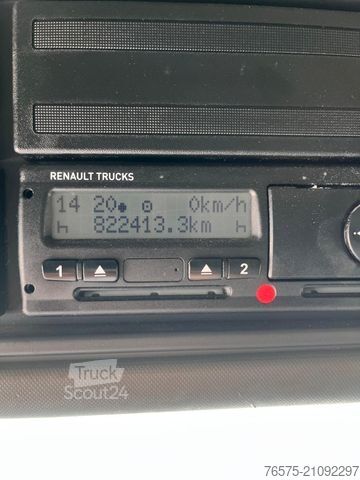 RENAULT TRUCKS
14 20 0km/h
822413.3km
1 2
Truck
Scout24
76575-21092297